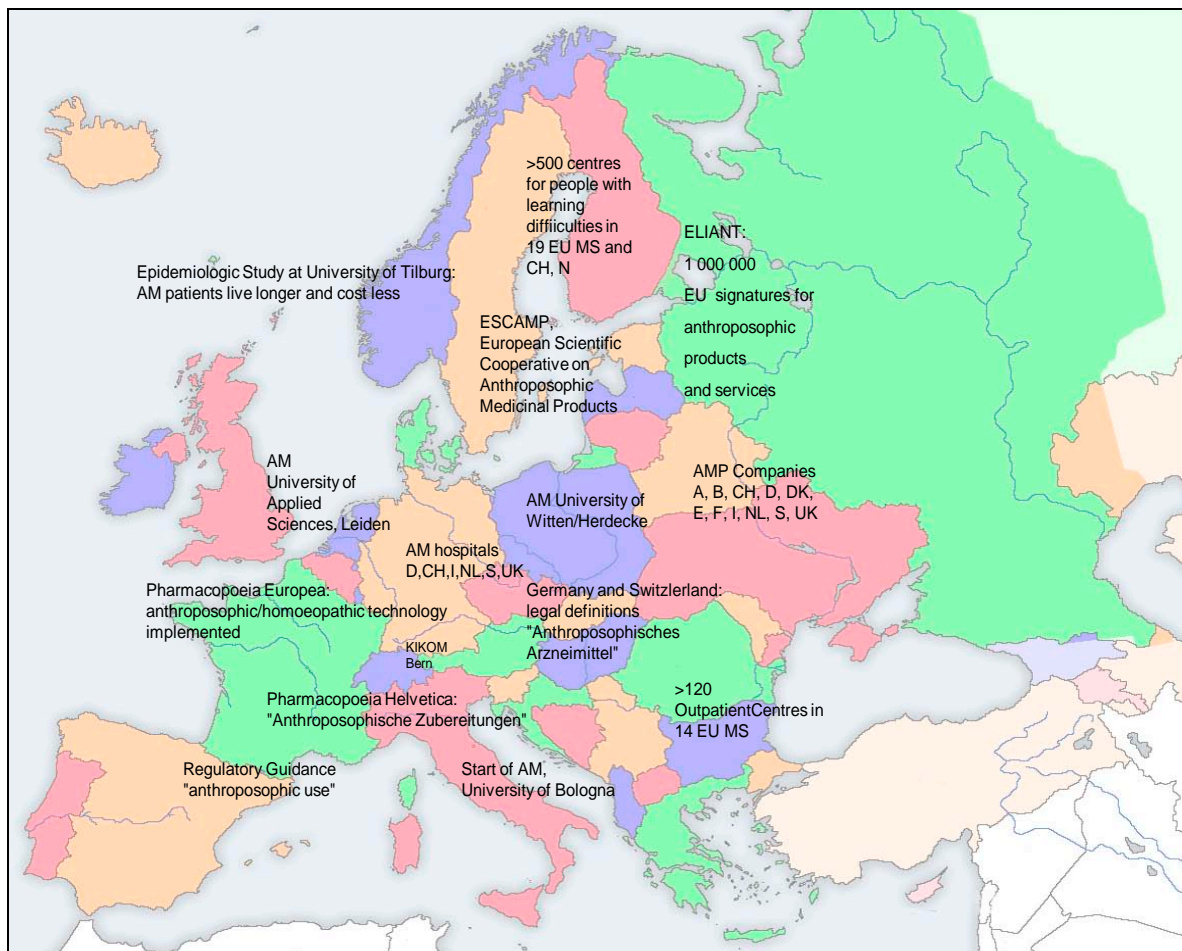 >500 centres
for people with
learning
diffiiculties in
19 EU MS and
CH, N
ELIANT:
1 000 000
EU signatures for
anthroposophic
products
and services
Epidemiologic Study at University of Tilburg:
AM patients live longer and cost less
ESCAMP,
European Scientific
Cooperative on
Anthroposophic
Medicinal Products
AM
University of
Applied
Sciences, Leiden
AM University of
Witten/Herdecke
AMP Companies
A, B, CH, D, DK,
E, F, I, NL, S, UK
AM hospitals
D,CH,I,NL,S,UK
Pharmacopoeia Europea:
anthroposophic/homoeopathic technology
implemented
Germany and Switzlerland:
legal definitions
"Anthroposophisches
Arzneimittel"
KIKOM
Bern
Pharmacopoeia Helvetica:
"Anthroposophische Zubereitungen"
>120
OutpatientCentres in
14 EU MS
Regulatory Guidance
"anthroposophic use"
Start of AM,
University of Bologna